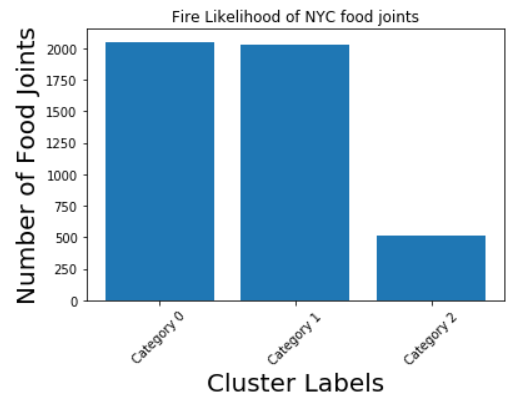 Fire Likelihood of NYC food joints
Number of Food Joints
2000
1750
1500
1250
1000
750
500
250
0
Category 0
Category 1
Category 2
Cluster Labels